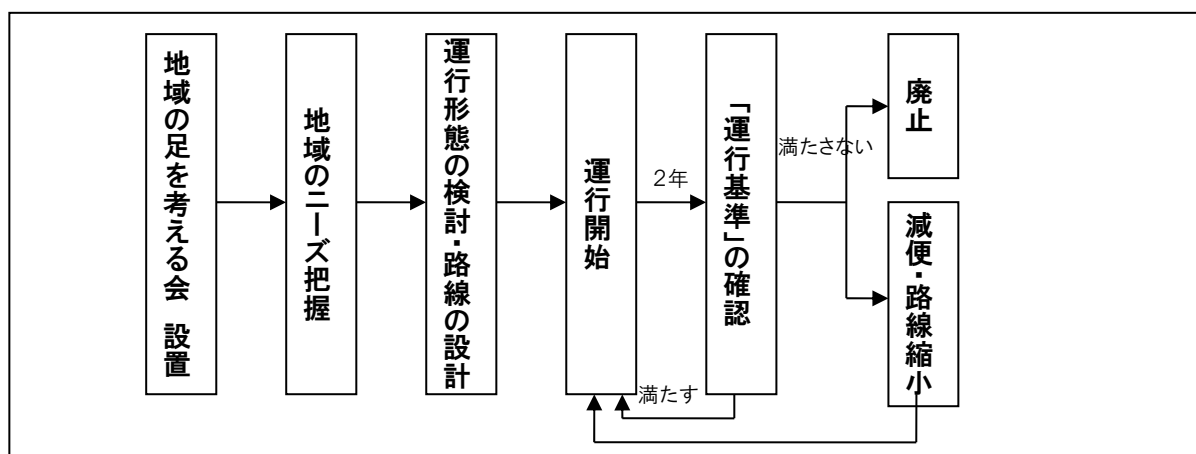 地域の足を考える会 設置
地域のニーズ把握
運行形態の検討・路線の設計
運行開始
2年
「運行基準」の確認
満たさない
廃止
減便・路線縮小
満たす